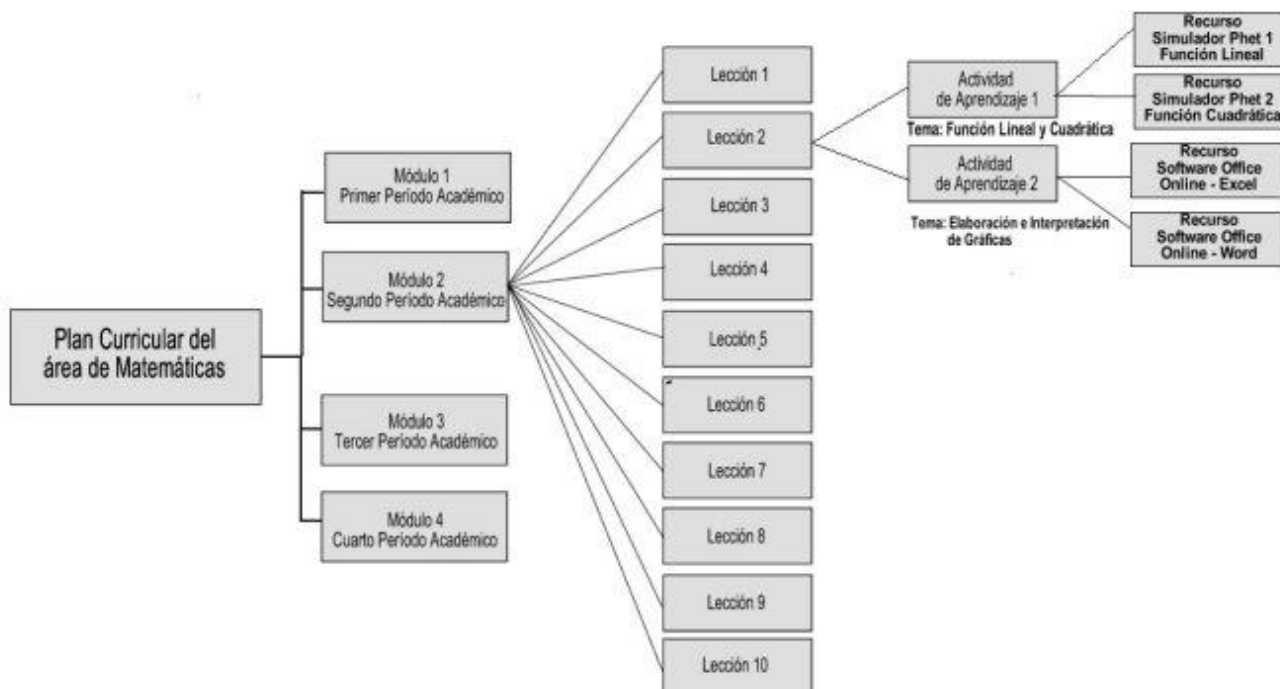 Plan Curricular del
área de Matemáticas
Módulo 1
Primer Período Académico
Módulo 2
Segundo Período Académico
Módulo 3
Tercer Período Académico
Módulo 4
Cuarto Período Académico
Lección 1
Lección 2
Lección 3
Lección 4
Lección 5
Lección 6
Lección 7
Lección 8
Lección 9
Lección 10
Actividad
de Aprendizaje 1
Tema: Función Lineal y Cuadrática
Actividad
de Aprendizaje 2
Tema: Elaboración e Interpretación
de Gráficas
Recurso
Simulador Phet 1
Función Lineal
Recurso
Simulador Phet 2
Función Cuadrática
Recurso
Software Office
Online - Excel
Recurso
Software Office
Online - Word